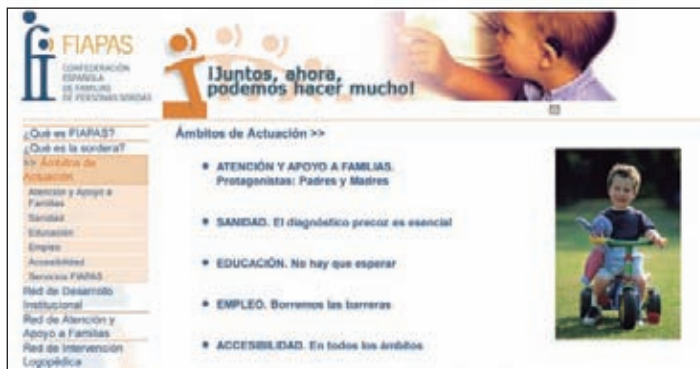 FIAPAS
CONFEDERACIÓN
ESPAÑOLA
DE FAMILIAS
DE PERSONAS SORDAS
¡Juntos, ahora,
podemos hacer mucho!
¿Qué es FIAPAS?
¿Qué es la sordera?
>> Ámbitos de
Actuación
Atención y Apoyo a
Familias
Sanidad
Educación
Empleo
Accesibilidad
Servicios FIAPAS
Red de Desarrollo
Institucional
Red de Atención y
Apoyo a Familias
Red de Intervención
Logopédica
Ámbitos de Actuación >>
• ATENCIÓN Y APOYO A FAMILIAS.
Protagonistas: Padres y Madres
• SANIDAD. El diagnóstico precoz es esencial
• EDUCACIÓN. No hay que esperar
• EMPLEO. Borremos las barreras
• ACCESIBILIDAD. En todos los ámbitos